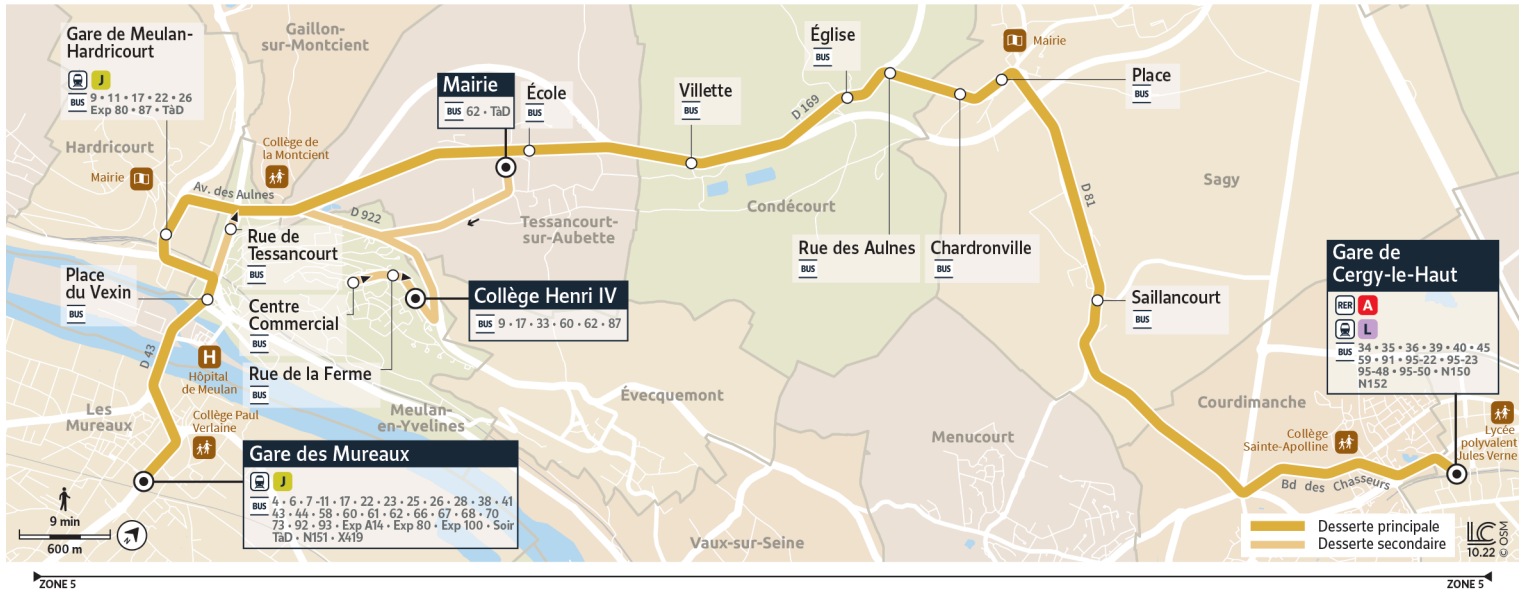 Gare de Meulan-
Hardricourt
J
BUS 9 • 11 • 17 • 22 • 26
Exp 80 • 87 • TàD
Gaillon-
sur-Montcient
Hardricourt
Mairie
Collège de
la Montcient
Av. des Aulnes
D 922
Mairie
BUS 62 • TàD
École
BUS
Villette
BUS
D 169
Église
BUS
Mairie
Place
BUS
Tessancourt-
sur-Aubette
Condécourt
Rue des Aulnes
BUS
Chardronville
BUS
D 81
Sagy
Saillancourt
BUS
Rue de
Tessancourt
BUS
Place
du Vexin
BUS
Centre
Commercial
BUS
Rue de la Ferme
BUS
Collège Henri IV
BUS 9 • 17 • 33 • 60 • 62 • 87
D 43
H
Hôpital
de Meulan
Les
Mureaux
Collège Paul
Verlaine
Meulan-
en-Yvelines
Évecquemont
Menucourt
Vaux-sur-Seine
Gare des Mureaux
J
BUS 4 • 6 • 7 -11 • 17 • 22 • 23 • 25 • 26 • 28 • 38 • 41
43 • 44 • 58 • 60 • 61 • 62 • 66 • 67 • 68 • 70
73 • 92 • 93 • Exp A14 • Exp 80 • Exp 100 • Soir
TàD • N151 • X419
Gare de
Cergy-le-Haut
RER A
L
BUS 34 • 35 • 36 • 39 • 40 • 45
59 • 91 • 95-22 • 95-23
95-48 • 95-50 • N150
N152
Courdimanche
Collège
Sainte-Apolline
Lycée
polyvalent
Jules Verne
Bd des Chasseurs
9 min
600 m
N
Desserte principale
Desserte secondaire
LC
10.22
© OSM
ZONE 5
ZONE 5